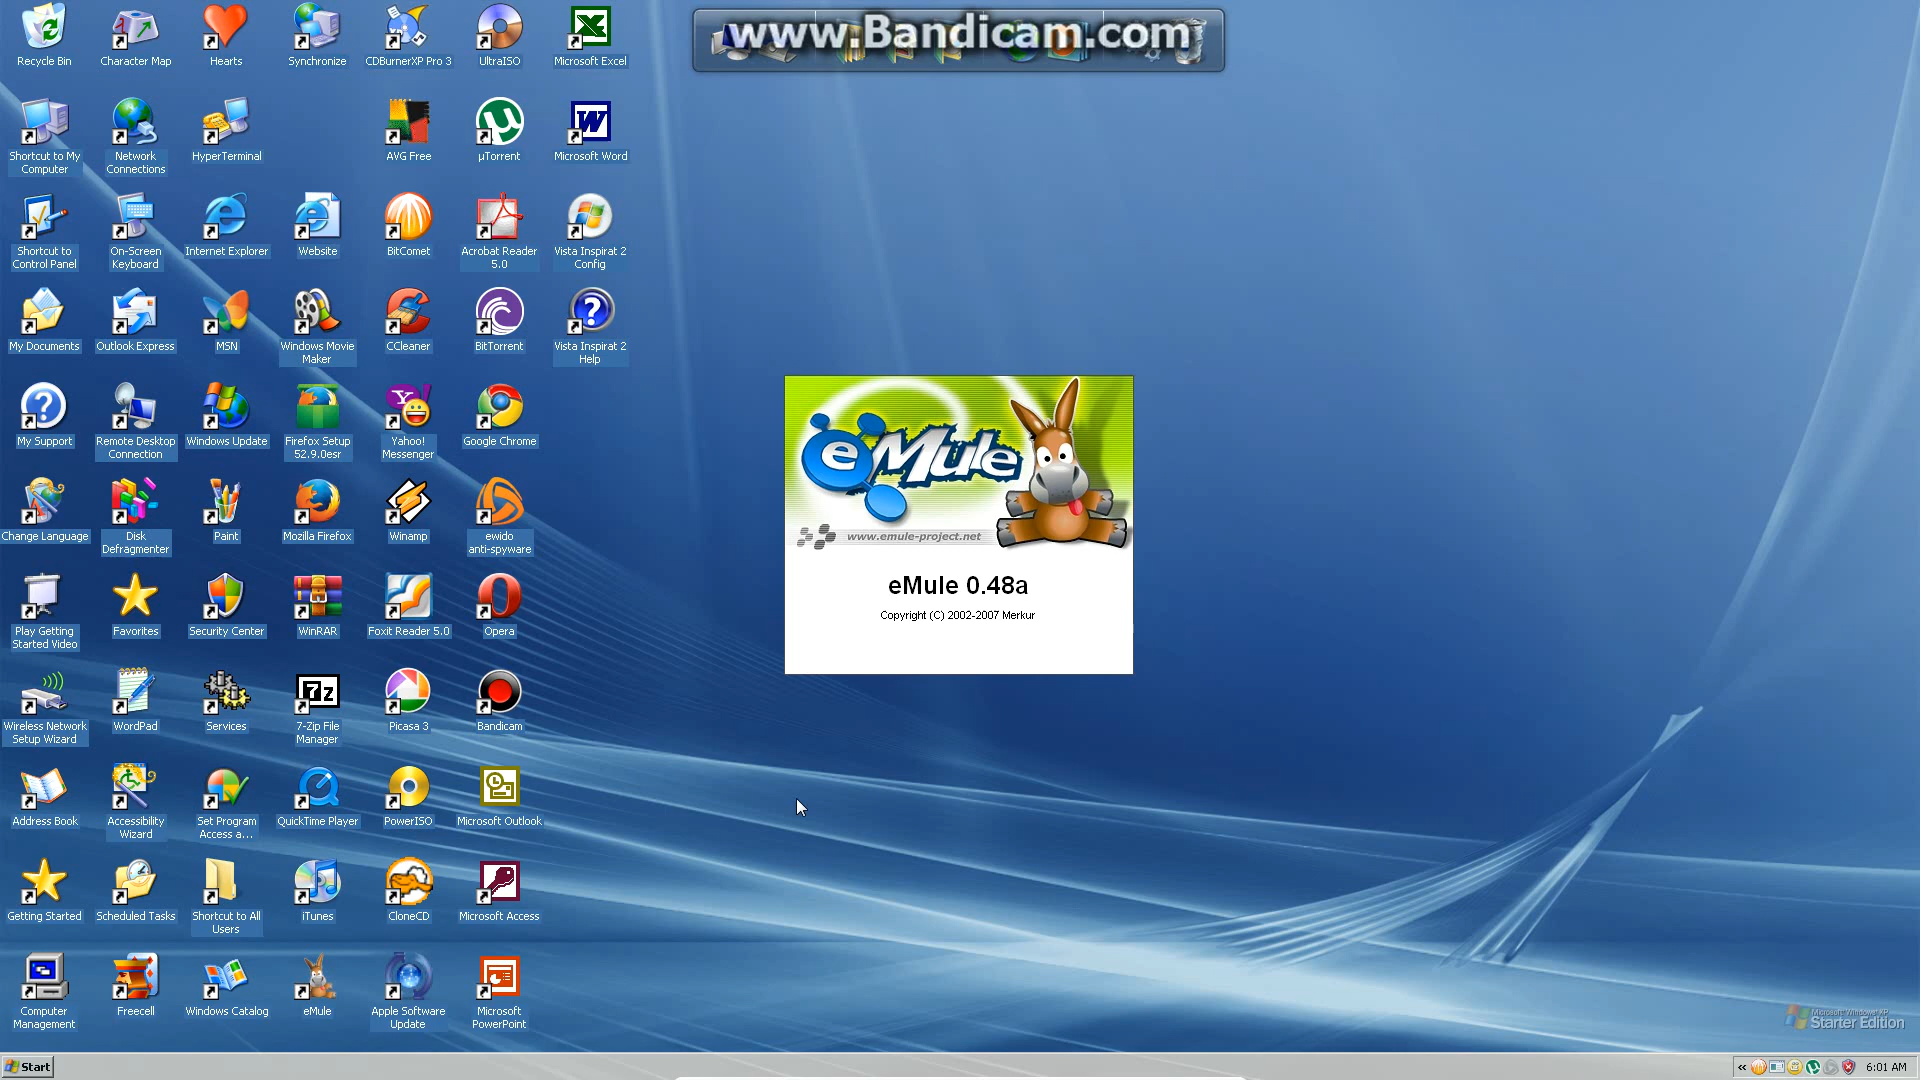 www.Bandicam.com
Recycle Bin
Character Map
Hearts
Synchronize
CDBurnerXP Pro 3
UltraISO
Microsoft Excel
Shortcut to My
Computer
Network
Connections
HyperTerminal
AVG Free
µTorrent
Microsoft Word
Shortcut to
Control Panel
On-Screen
Keyboard
Internet Explorer
Website
BitComet
Acrobat Reader
5.0
Vista Inspirat 2
Config
My Documents
Outlook Express
MSN
Windows Movie
Maker
CCleaner
BitTorrent
Vista Inspirat 2
Help
My Support
Remote Desktop
Connection
Windows Update
Firefox Setup
52.9.0esr
Yahoo!
Messenger
Google Chrome
Change Language
Disk
Defragmenter
Paint
Mozilla Firefox
Winamp
ewido
anti-spyware
Play Getting
Started Video
Favorites
Security Center
WinRAR
Foxit Reader 5.0
Opera
Wireless Network
Setup Wizard
WordPad
Services
7-Zip File
Manager
Picasa 3
Bandicam
Address Book
Accessibility
Wizard
Set Program
Access a...
QuickTime Player
PowerISO
Microsoft Outlook
Getting Started
Scheduled Tasks
Shortcut to All
Users
iTunes
CloneCD
Microsoft Access
Computer
Management
Freecell
Windows Catalog
eMule
Apple Software
Update
Microsoft
PowerPoint
eMule
www.emule-project.net
eMule 0.48a
Copyright (C) 2002-2007 Merkur
Microsoft Windows XP
Starter Edition
Start
6:01 AM